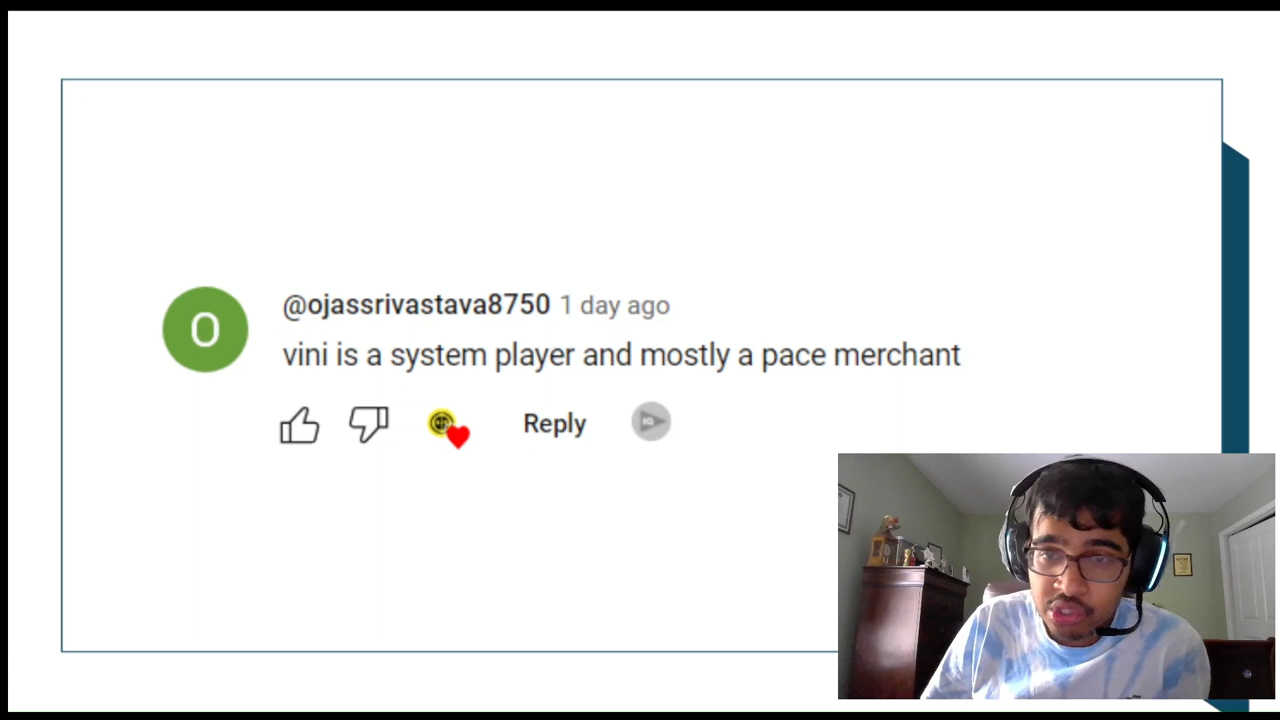 O
@ojassrivastava8750 1 day ago
vini is a system player and mostly a pace merchant
Reply